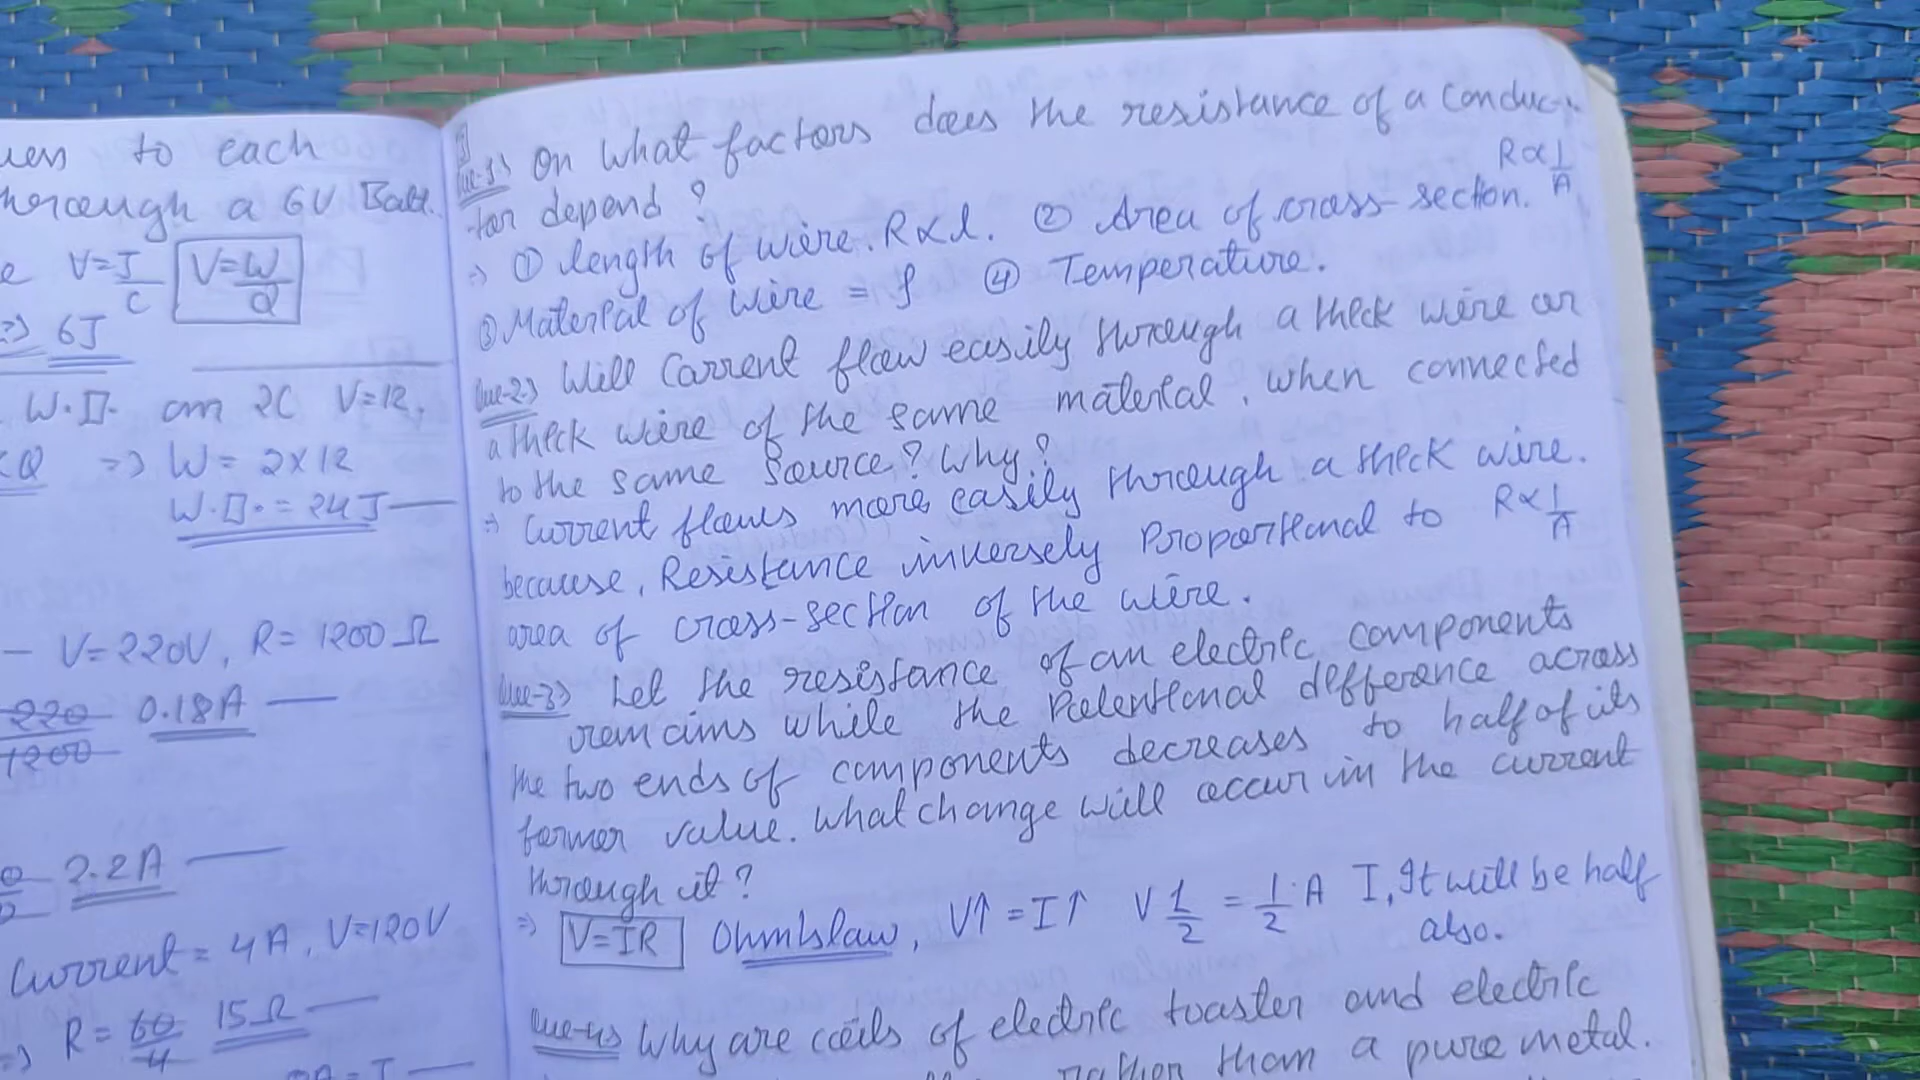 to each
through a 6V Batt.
V=J/C V=W/Q
=> 6J
W.D. on 2C V=12,
Q => W = 2x12
W.D. = 24J
- V=220V, R= 1200Ω
220/1200 0.18A
2.2A
Current = 4A, V=120V
=> R= 60/4 15Ω
Que-1) On what factors does the resistance of a conduc-
-tor depend?
=> ① length of wire. R∝l. ② Area of cross-section. R∝1/A
③ Material of wire = ρ ④ Temperature.
Que-2) Will Current flow easily through a thick wire or
a thick wire of the same material, when connected
to the same Source? Why?
=> Current flows more easily through a thick wire.
because, Resistance inversely Proportional to R∝1/A
area of cross-section of the wire.
Que-3) Let the resistance of an electric components
remains while the Potentional difference across
the two ends of components decreases to half of its
former value. What change will occur in the current
through it?
=> V=IR Ohm's law, V↑ = I↑ V 1/2 = 1/2 A I, It will be half
also.
Que-4) Why are coils of electric toaster and electric
rather than a pure metal.